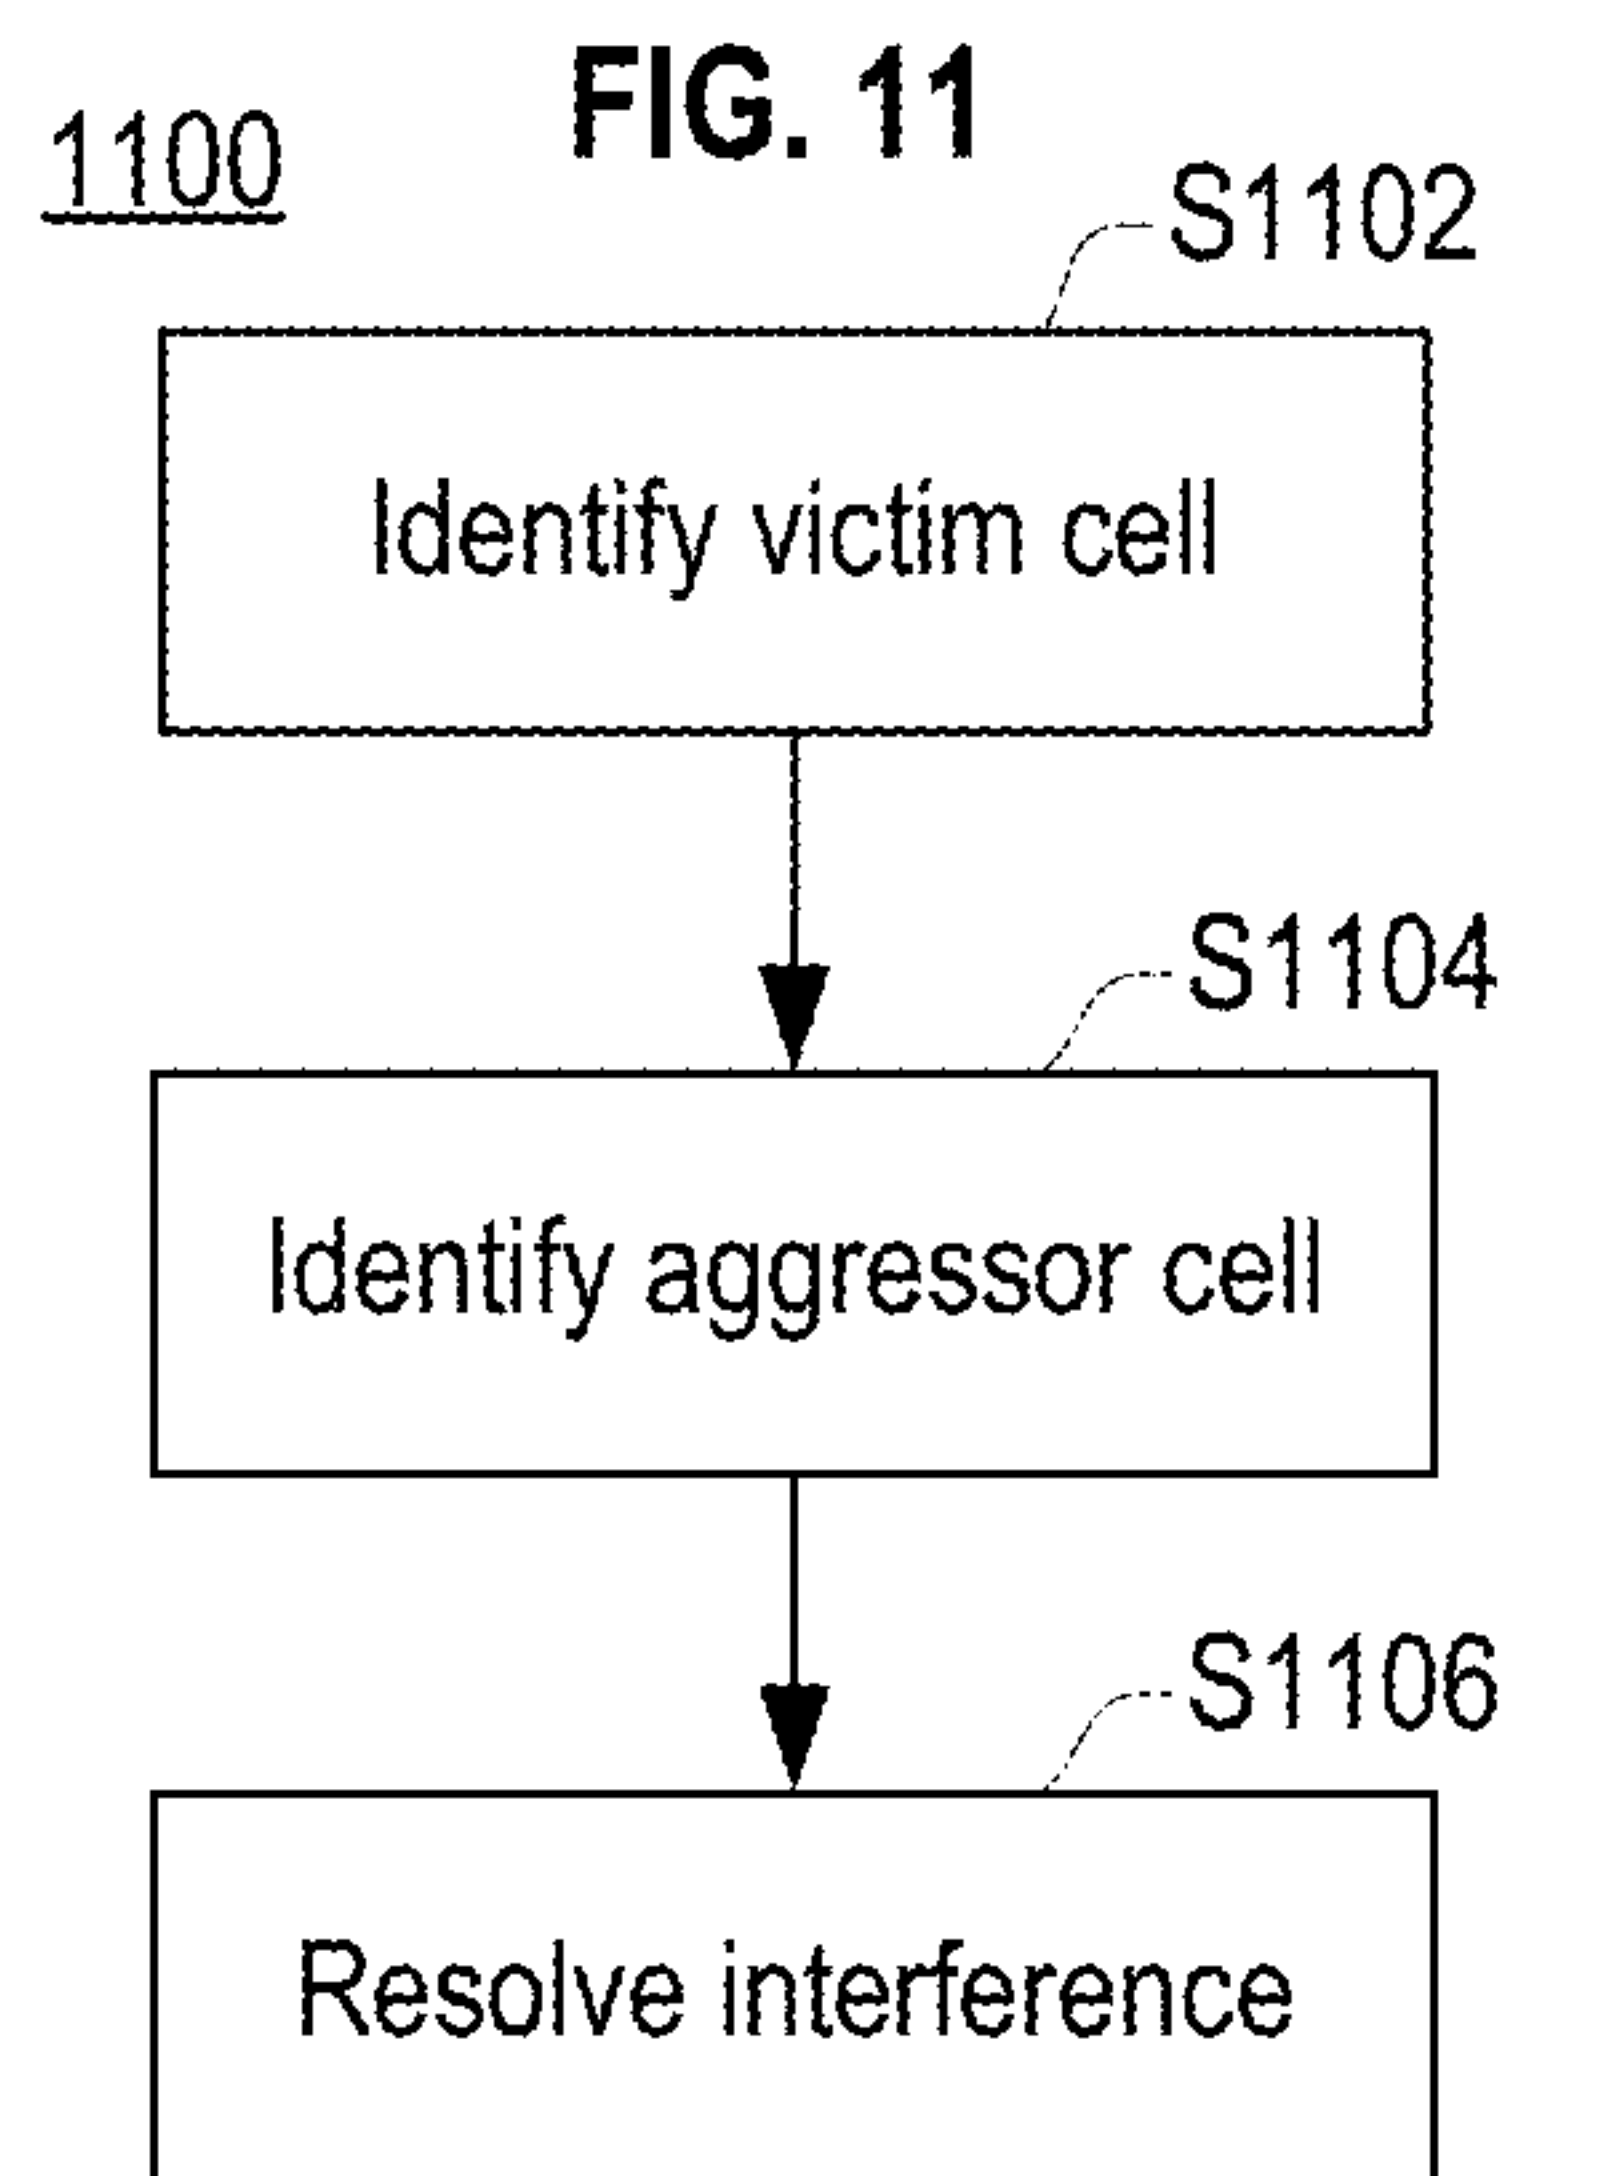 FIG. 11
1100
S1102
Identify victim cell
S1104
Identify aggressor cell
S1106
Resolve interference